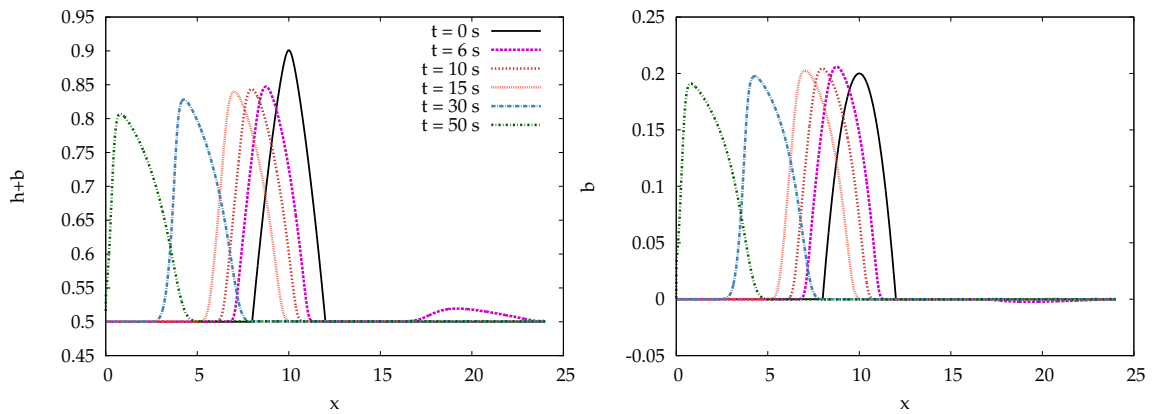 0.95
0.9
0.85
0.8
0.75
0.7
0.65
0.6
0.55
0.5
0.45
h+b
0 5 10 15 20 25
x
t = 0 s
t = 6 s
t = 10 s
t = 15 s
t = 30 s
t = 50 s
0.25
0.2
0.15
0.1
0.05
0
-0.05
b
0 5 10 15 20 25
x